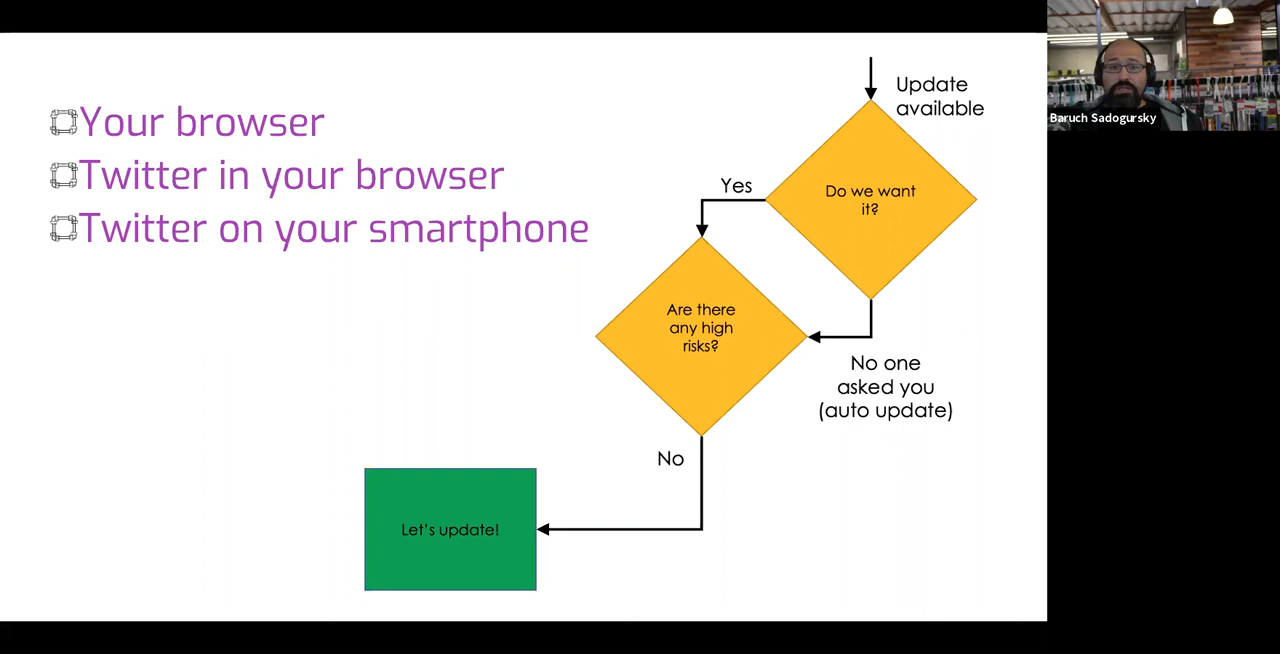 Your browser
Twitter in your browser
Twitter on your smartphone
Update
available
Do we want
it?
Yes
Are there
any high
risks?
No one
asked you
(auto update)
No
Let's update!
Baruch Sadogursky